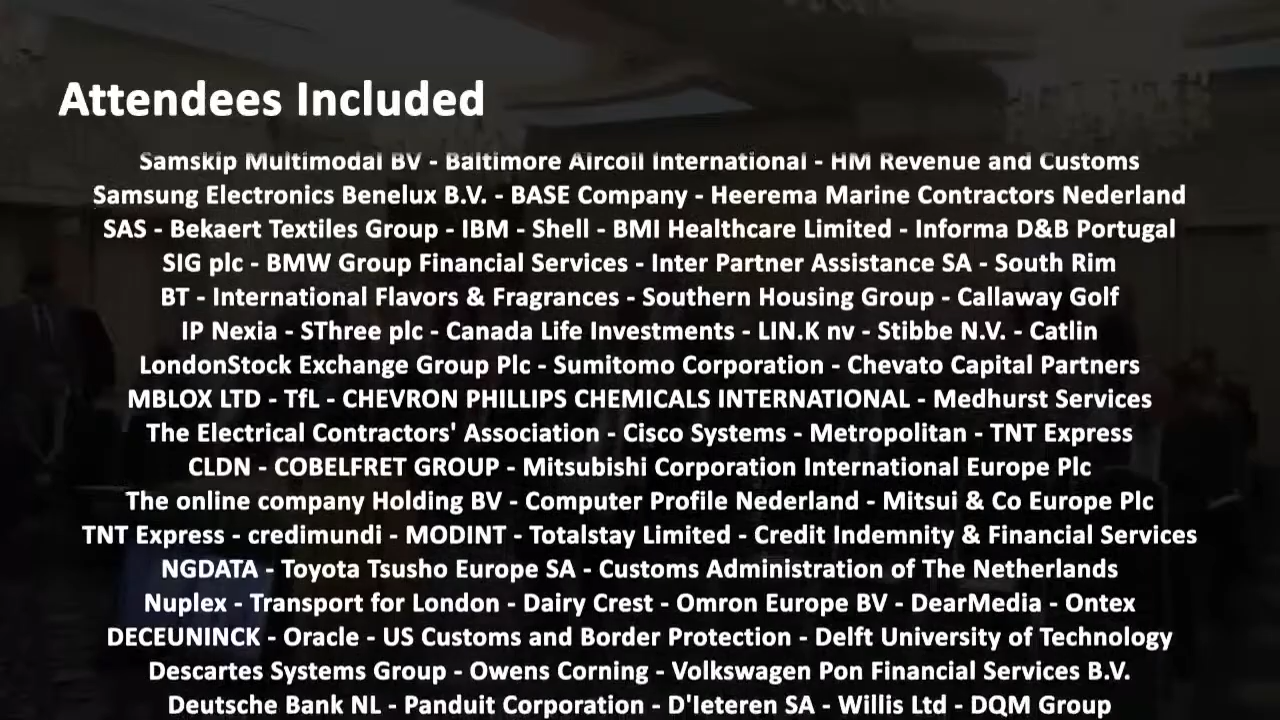 Attendees Included
Samskip Multimodal BV - Baltimore Aircoil International - HM Revenue and Customs
Samsung Electronics Benelux B.V. - BASE Company - Heerema Marine Contractors Nederland
SAS - Bekaert Textiles Group - IBM - Shell - BMI Healthcare Limited - Informa D&B Portugal
SIG plc - BMW Group Financial Services - Inter Partner Assistance SA - South Rim
BT - International Flavors & Fragrances - Southern Housing Group - Callaway Golf
IP Nexia - SThree plc - Canada Life Investments - LIN.K nv - Stibbe N.V. - Catlin
LondonStock Exchange Group Plc - Sumitomo Corporation - Chevato Capital Partners
MBLOX LTD - TfL - CHEVRON PHILLIPS CHEMICALS INTERNATIONAL - Medhurst Services
The Electrical Contractors' Association - Cisco Systems - Metropolitan - TNT Express
CLDN - COBELFRET GROUP - Mitsubishi Corporation International Europe Plc
The online company Holding BV - Computer Profile Nederland - Mitsui & Co Europe Plc
TNT Express - credimundi - MODINT - Totalstay Limited - Credit Indemnity & Financial Services
NGDATA - Toyota Tsusho Europe SA - Customs Administration of The Netherlands
Nuplex - Transport for London - Dairy Crest - Omron Europe BV - DearMedia - Ontex
DECEUNINCK - Oracle - US Customs and Border Protection - Delft University of Technology
Descartes Systems Group - Owens Corning - Volkswagen Pon Financial Services B.V.
Deutsche Bank NL - Panduit Corporation - D'Ieteren SA - Willis Ltd - DQM Group